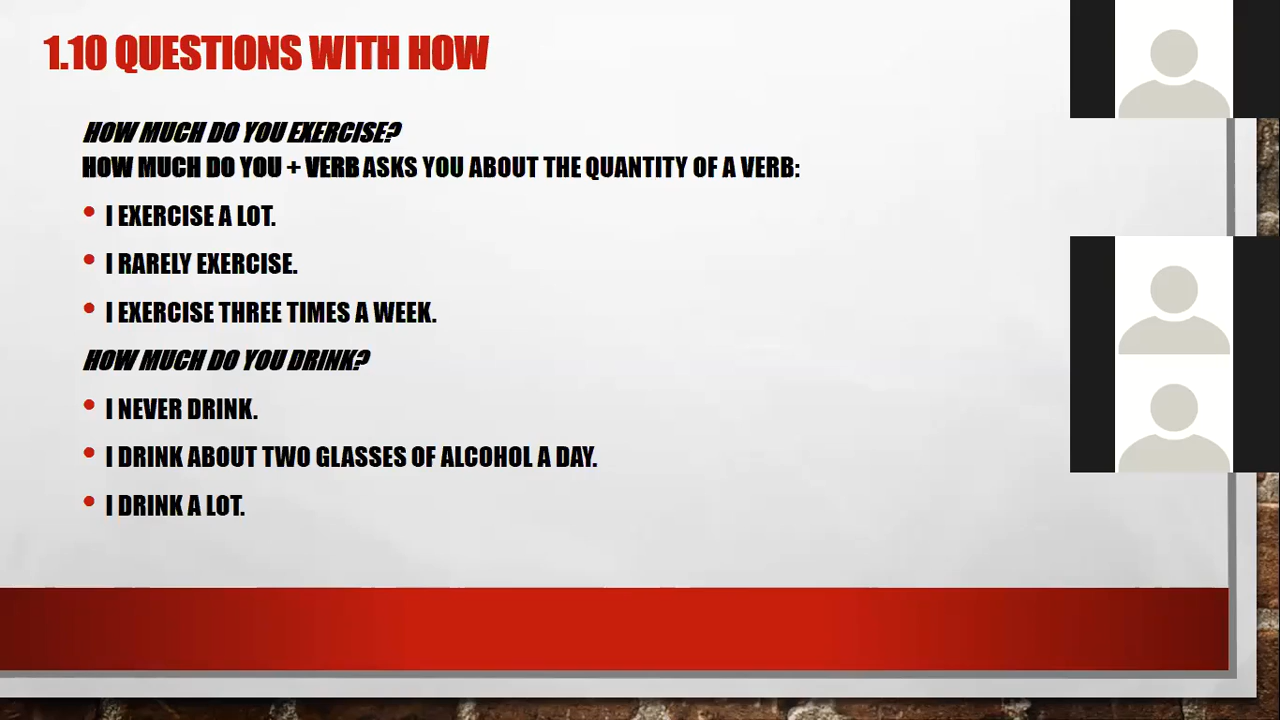 1.10 QUESTIONS WITH HOW
HOW MUCH DO YOU EXERCISE?
HOW MUCH DO YOU + VERB ASKS YOU ABOUT THE QUANTITY OF A VERB:
• I EXERCISE A LOT.
• I RARELY EXERCISE.
• I EXERCISE THREE TIMES A WEEK.
HOW MUCH DO YOU DRINK?
• I NEVER DRINK.
• I DRINK ABOUT TWO GLASSES OF ALCOHOL A DAY.
• I DRINK A LOT.